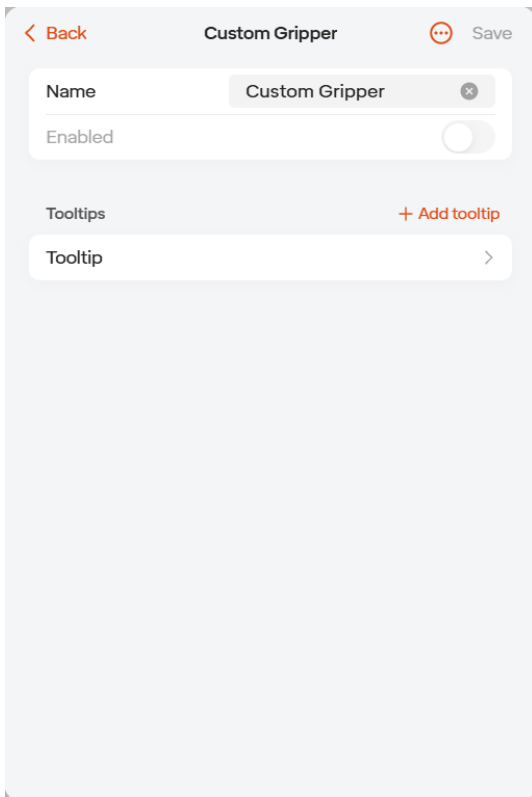 Back Custom Gripper Save
Name Custom Gripper
Enabled
Tooltips + Add tooltip
Tooltip